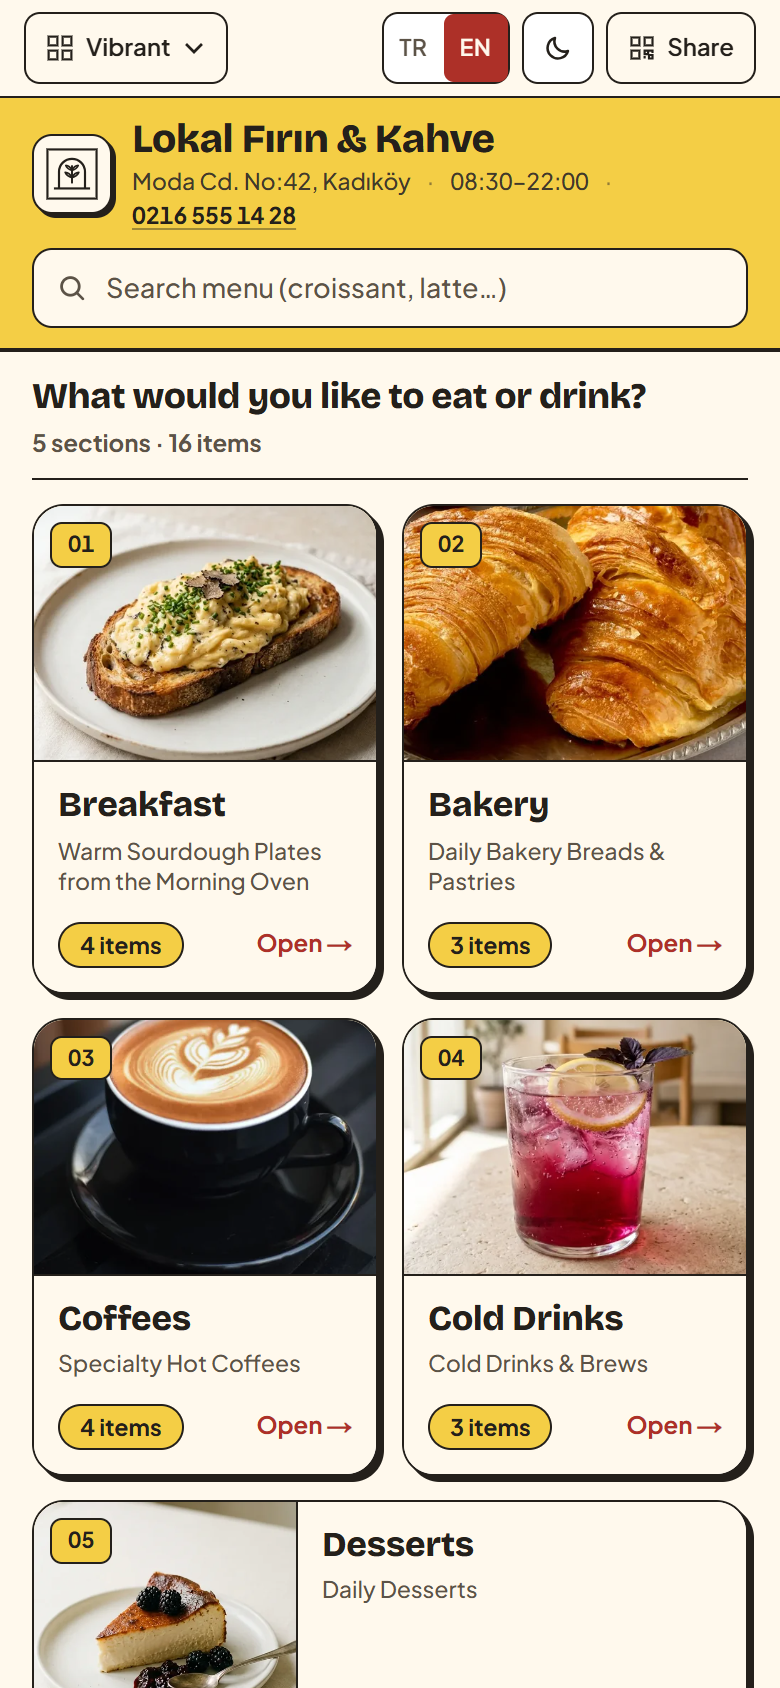 Vibrant
TR
EN
Share
Lokal Fırın & Kahve
Moda Cd. No:42, Kadıköy · 08:30–22:00 ·
0216 555 14 28
Search menu (croissant, latte…)
What would you like to eat or drink?
5 sections · 16 items
01
Breakfast
Warm Sourdough Plates
from the Morning Oven
4 items
Open →
02
Bakery
Daily Bakery Breads &
Pastries
3 items
Open →
03
Coffees
Specialty Hot Coffees
4 items
Open →
04
Cold Drinks
Cold Drinks & Brews
3 items
Open →
05
Desserts
Daily Desserts